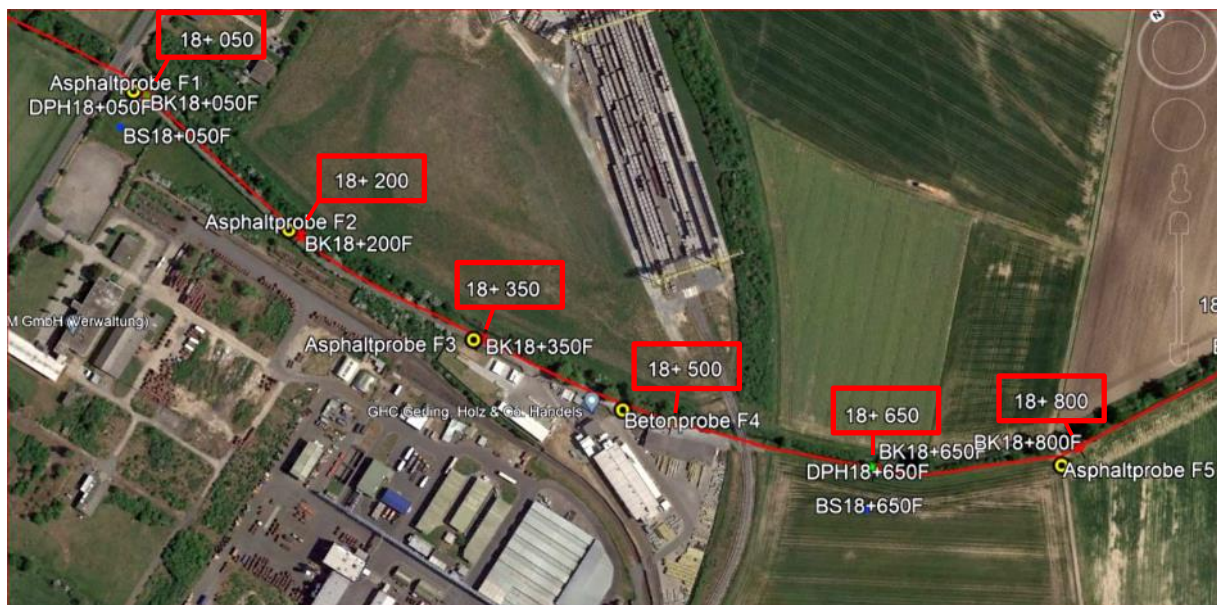 18+ 050
Asphaltprobe F1
DPH18+050F
BK18+050F
BS18+050F
18+ 200
Asphaltprobe F2
BK18+200F
18+ 350
Asphaltprobe F3
BK18+350F
M GmbH (Verwaltung)
18+ 500
GHC Gerling, Holz & Co. Handels
Betonprobe F4
18+ 650
BK18+650F
DPH18+650F
BS18+650F
18+ 800
BK18+800F
Asphaltprobe F5
18
N